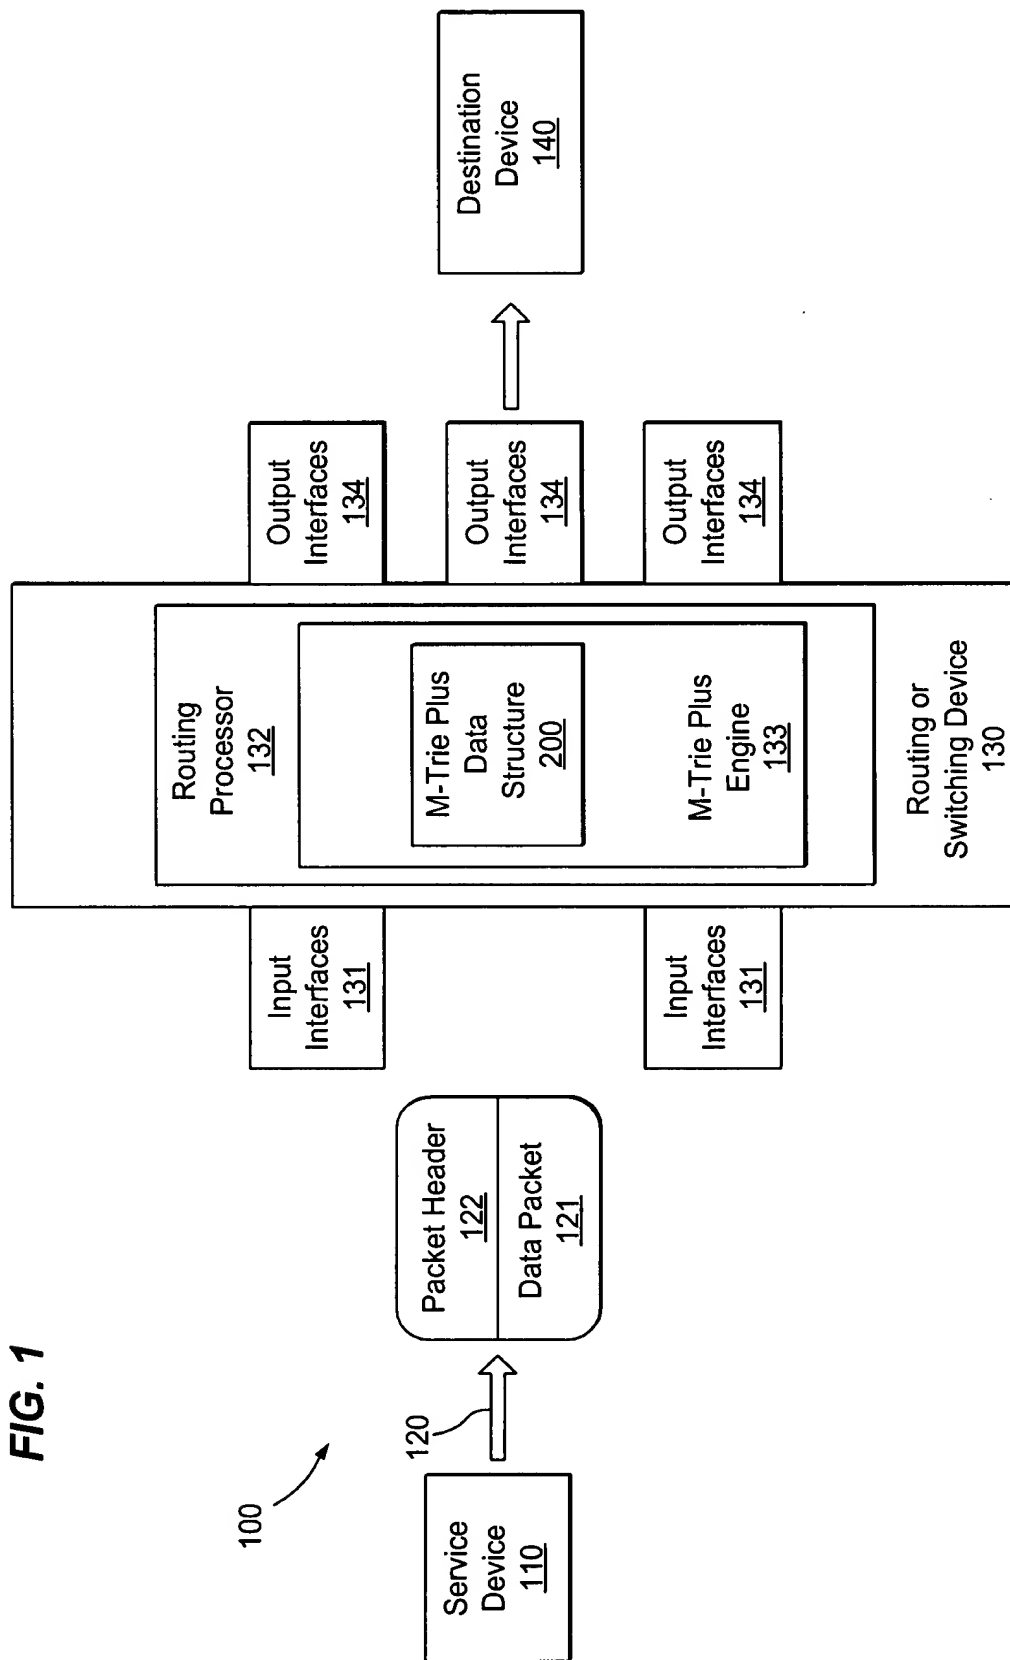 FIG. 1
100
Service
Device
110
120
Packet Header
122
Data Packet
121
Input
Interfaces
131
Input
Interfaces
131
Routing
Processor
132
M-Trie Plus
Data
Structure
200
M-Trie Plus
Engine
133
Routing or
Switching Device
130
Output
Interfaces
134
Output
Interfaces
134
Output
Interfaces
134
Destination
Device
140